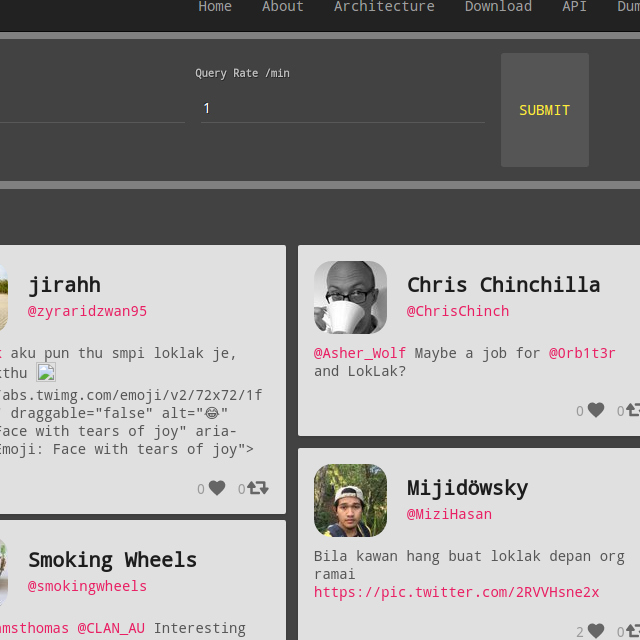 Home About Architecture Download API
Query Rate /min
1
SUBMIT
jirahh
@zyraridzwan95
aku pun thu smpi loklak je,
/abs.twimg.com/emoji/v2/72x72/1f
draggable="false" alt="😂"
Face with tears of joy" aria-
Emoji: Face with tears of joy">
0 0
Smoking Wheels
@smokingwheels
@CLAN_AU Interesting
Chris Chinchilla
@ChrisChinch
@Asher_Wolf Maybe a job for @Orb1t3r
and LokLak?
0 0
Mijidöwsky
@MiziHasan
Bila kawan hang buat loklak depan org
ramai
https://pic.twitter.com/2RVVHsne2x
2 0